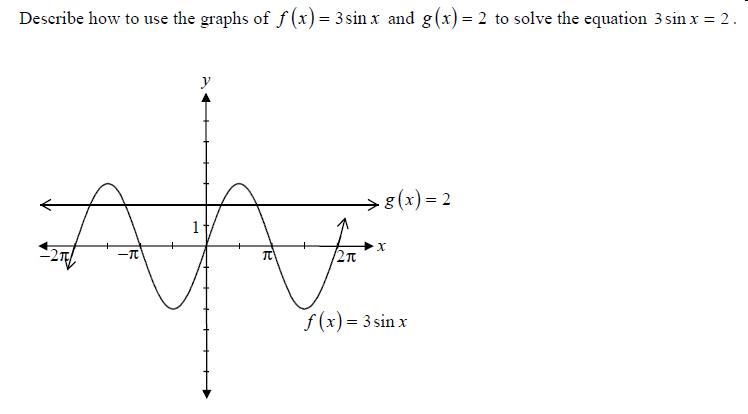 Describe how to use the graphs of f(x) = 3 sin x and g(x) = 2 to solve the equation 3 sin x = 2.
y
g(x) = 2
1
x
−2π
−π
π
2π
f(x) = 3 sin x